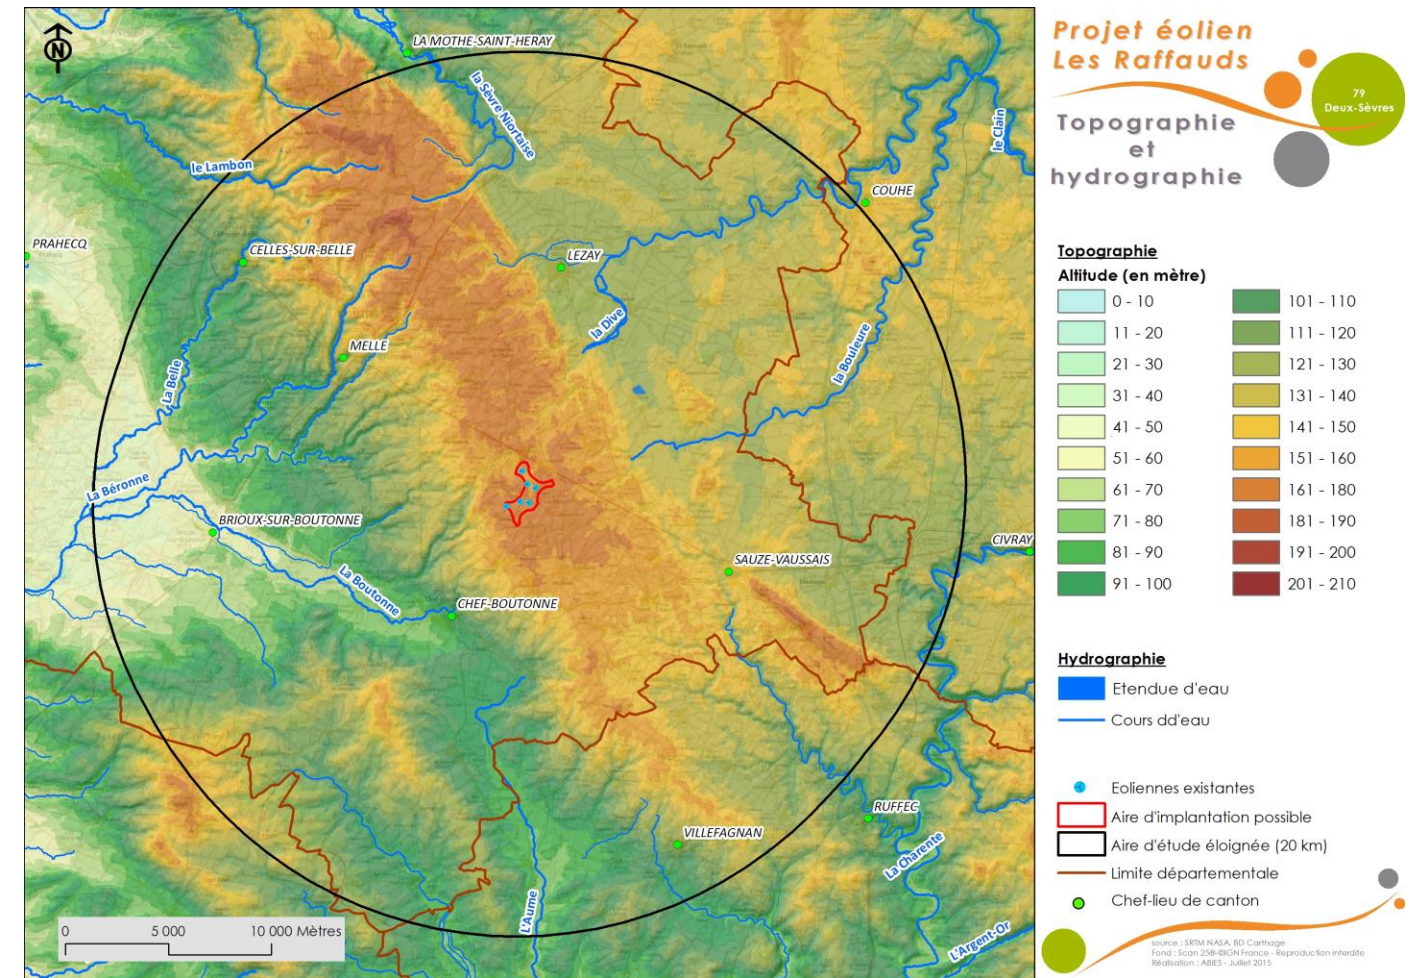 N
LA MOTHE-SAINT-HERAY
la Sèvre Niortaise
le Lambon
le Clain
COUHE
PRAHECQ
CELLES-SUR-BELLE
LEZAY
la Dive
MELLE
La Belle
la Bouleure
La Béronne
BRIOUX-SUR-BOUTONNE
CIVRAY
SAUZE-VAUSSAIS
La Boutonne
CHEF-BOUTONNE
RUFFEC
VILLEFAGNAN
La Charente
L'Aume
L'Argent-Or
0 5 000 10 000 Mètres
Projet éolien
Les Raffauds
79
Deux-Sèvres
Topographie
et
hydrographie
Topographie
Altitude (en mètre)
0 - 10
11 - 20
21 - 30
31 - 40
41 - 50
51 - 60
61 - 70
71 - 80
81 - 90
91 - 100
101 - 110
111 - 120
121 - 130
131 - 140
141 - 150
151 - 160
161 - 180
181 - 190
191 - 200
201 - 210
Hydrographie
Etendue d'eau
Cours dd'eau
Eoliennes existantes
Aire d'implantation possible
Aire d'étude éloignée (20 km)
Limite départementale
Chef-lieu de canton
source : SRTM NASA, BD Carthage
Fond : Scan 25®-©IGN France - Reproduction interdite
Réalisation : ABIES - Juillet 2015